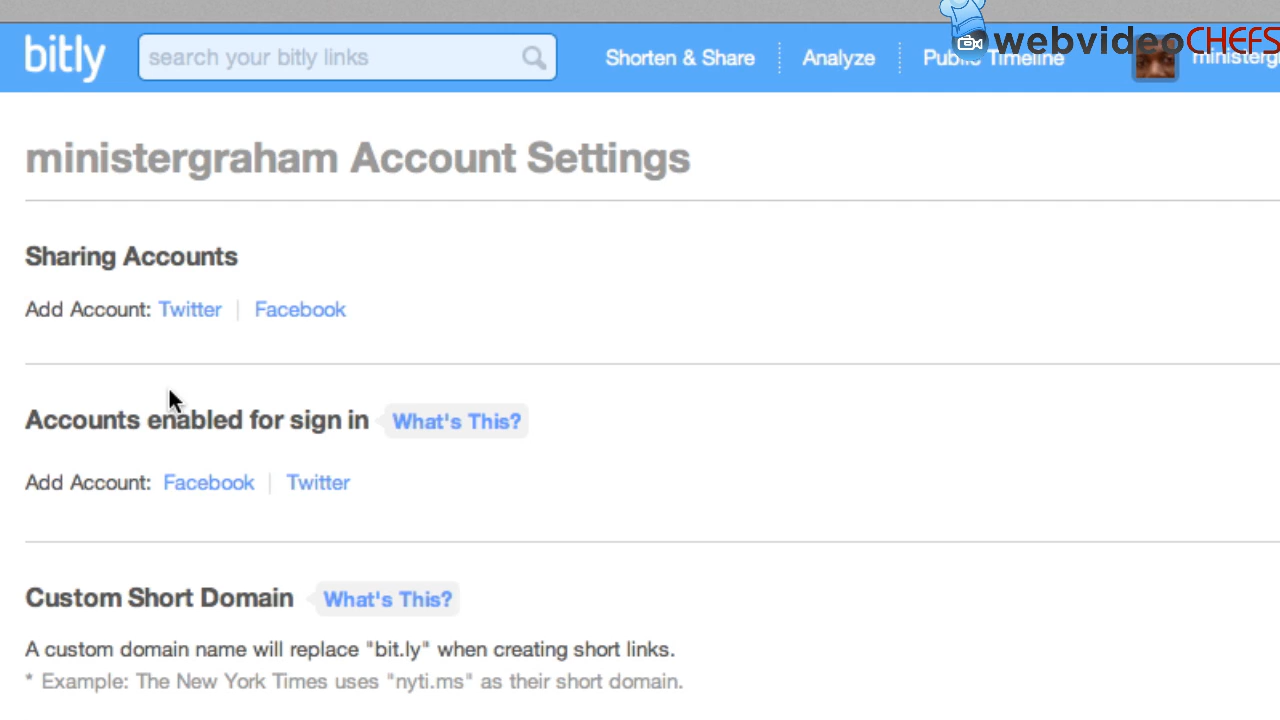 webvideoCHEFS
bitly search your bitly links Shorten & Share Analyze Public Timeline ministerg
ministergraham Account Settings
Sharing Accounts
Add Account: Twitter | Facebook
Accounts enabled for sign in What's This?
Add Account: Facebook | Twitter
Custom Short Domain What's This?
A custom domain name will replace "bit.ly" when creating short links.
* Example: The New York Times uses "nyti.ms" as their short domain.